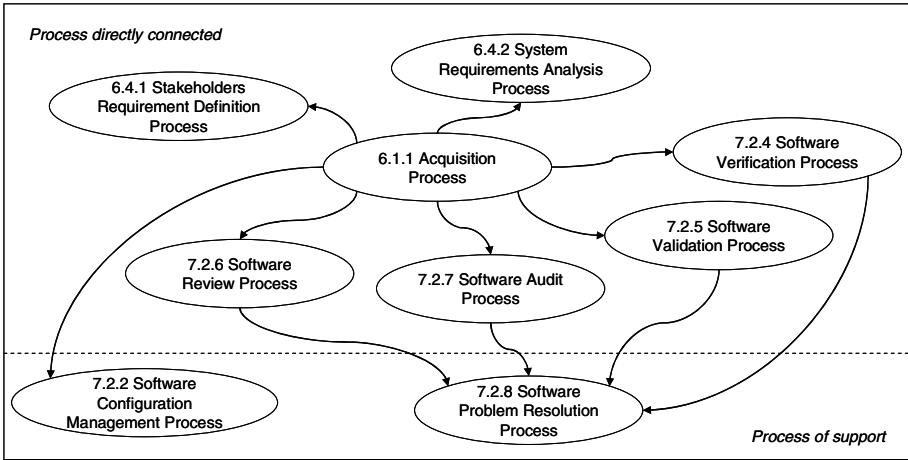 Process directly connected
6.4.2 System
Requirements Analysis
Process
6.4.1 Stakeholders
Requirement Definition
Process
7.2.4 Software
Verification Process
6.1.1 Acquisition
Process
7.2.5 Software
Validation Process
7.2.6 Software
Review Process
7.2.7 Software Audit
Process
7.2.2 Software
Configuration
Management Process
7.2.8 Software
Problem Resolution
Process
Process of support